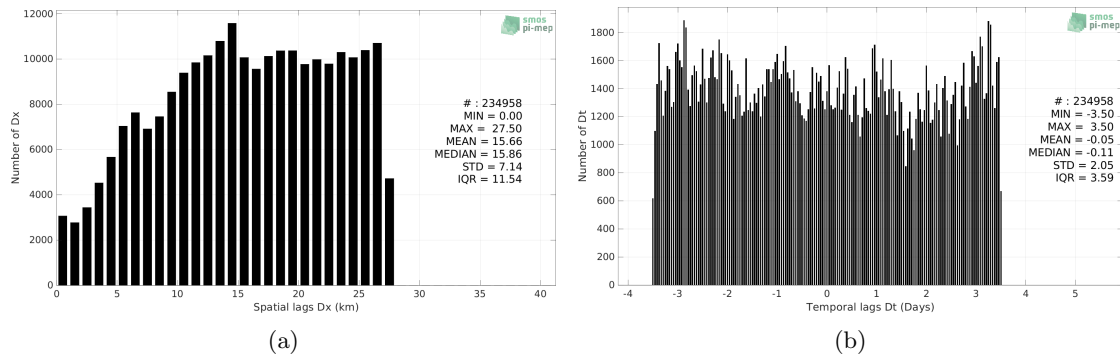 12000
10000
8000
6000
4000
2000
0
Number of Dx
0 5 10 15 20 25 30 35 40
Spatial lags Dx (km)
smos
pi-mep
# : 234958
MIN = 0.00
MAX = 27.50
MEAN = 15.66
MEDIAN = 15.86
STD = 7.14
IQR = 11.54
(a)
1800
1600
1400
1200
1000
800
600
400
200
0
Number of Dt
-4 -3 -2 -1 0 1 2 3 4 5
Temporal lags Dt (Days)
smos
pi-mep
# : 234958
MIN = -3.50
MAX = 3.50
MEAN = -0.05
MEDIAN = -0.11
STD = 2.05
IQR = 3.59
(b)